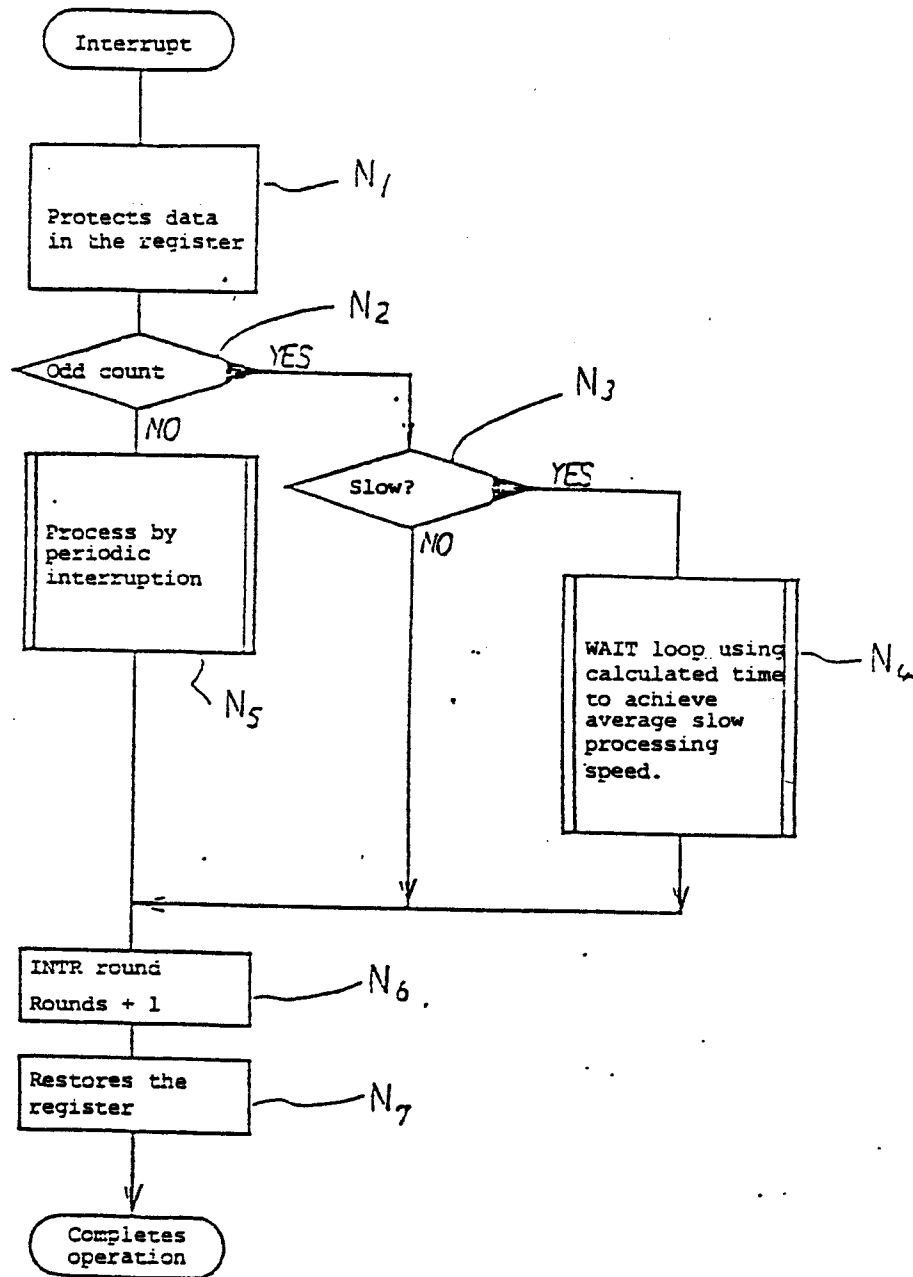 Interrupt
N1
Protects data
in the register
N2
Odd count
YES
NO
N3
Slow?
YES
NO
Process by
periodic
interruption
N5
WAIT loop using
calculated time
to achieve
average slow
processing
speed.
N4
INTR round
Rounds + 1
N6
Restores the
register
N7
Completes
operation